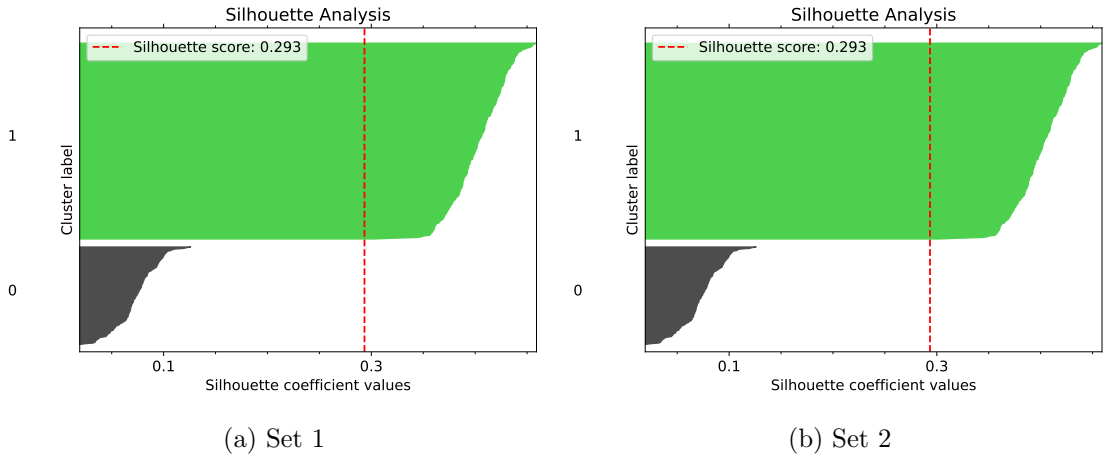 Silhouette Analysis
Silhouette score: 0.293
1
0
Cluster label
0.1
0.3
Silhouette coefficient values
(a) Set 1
Silhouette Analysis
Silhouette score: 0.293
1
0
Cluster label
0.1
0.3
Silhouette coefficient values
(b) Set 2